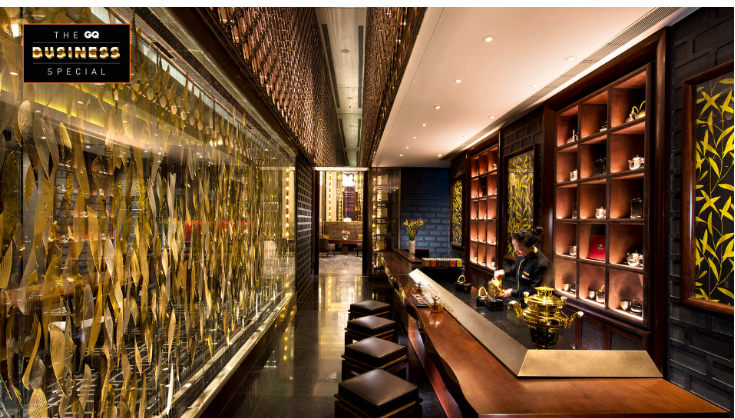 THE GQ
BUSINESS
SPECIAL